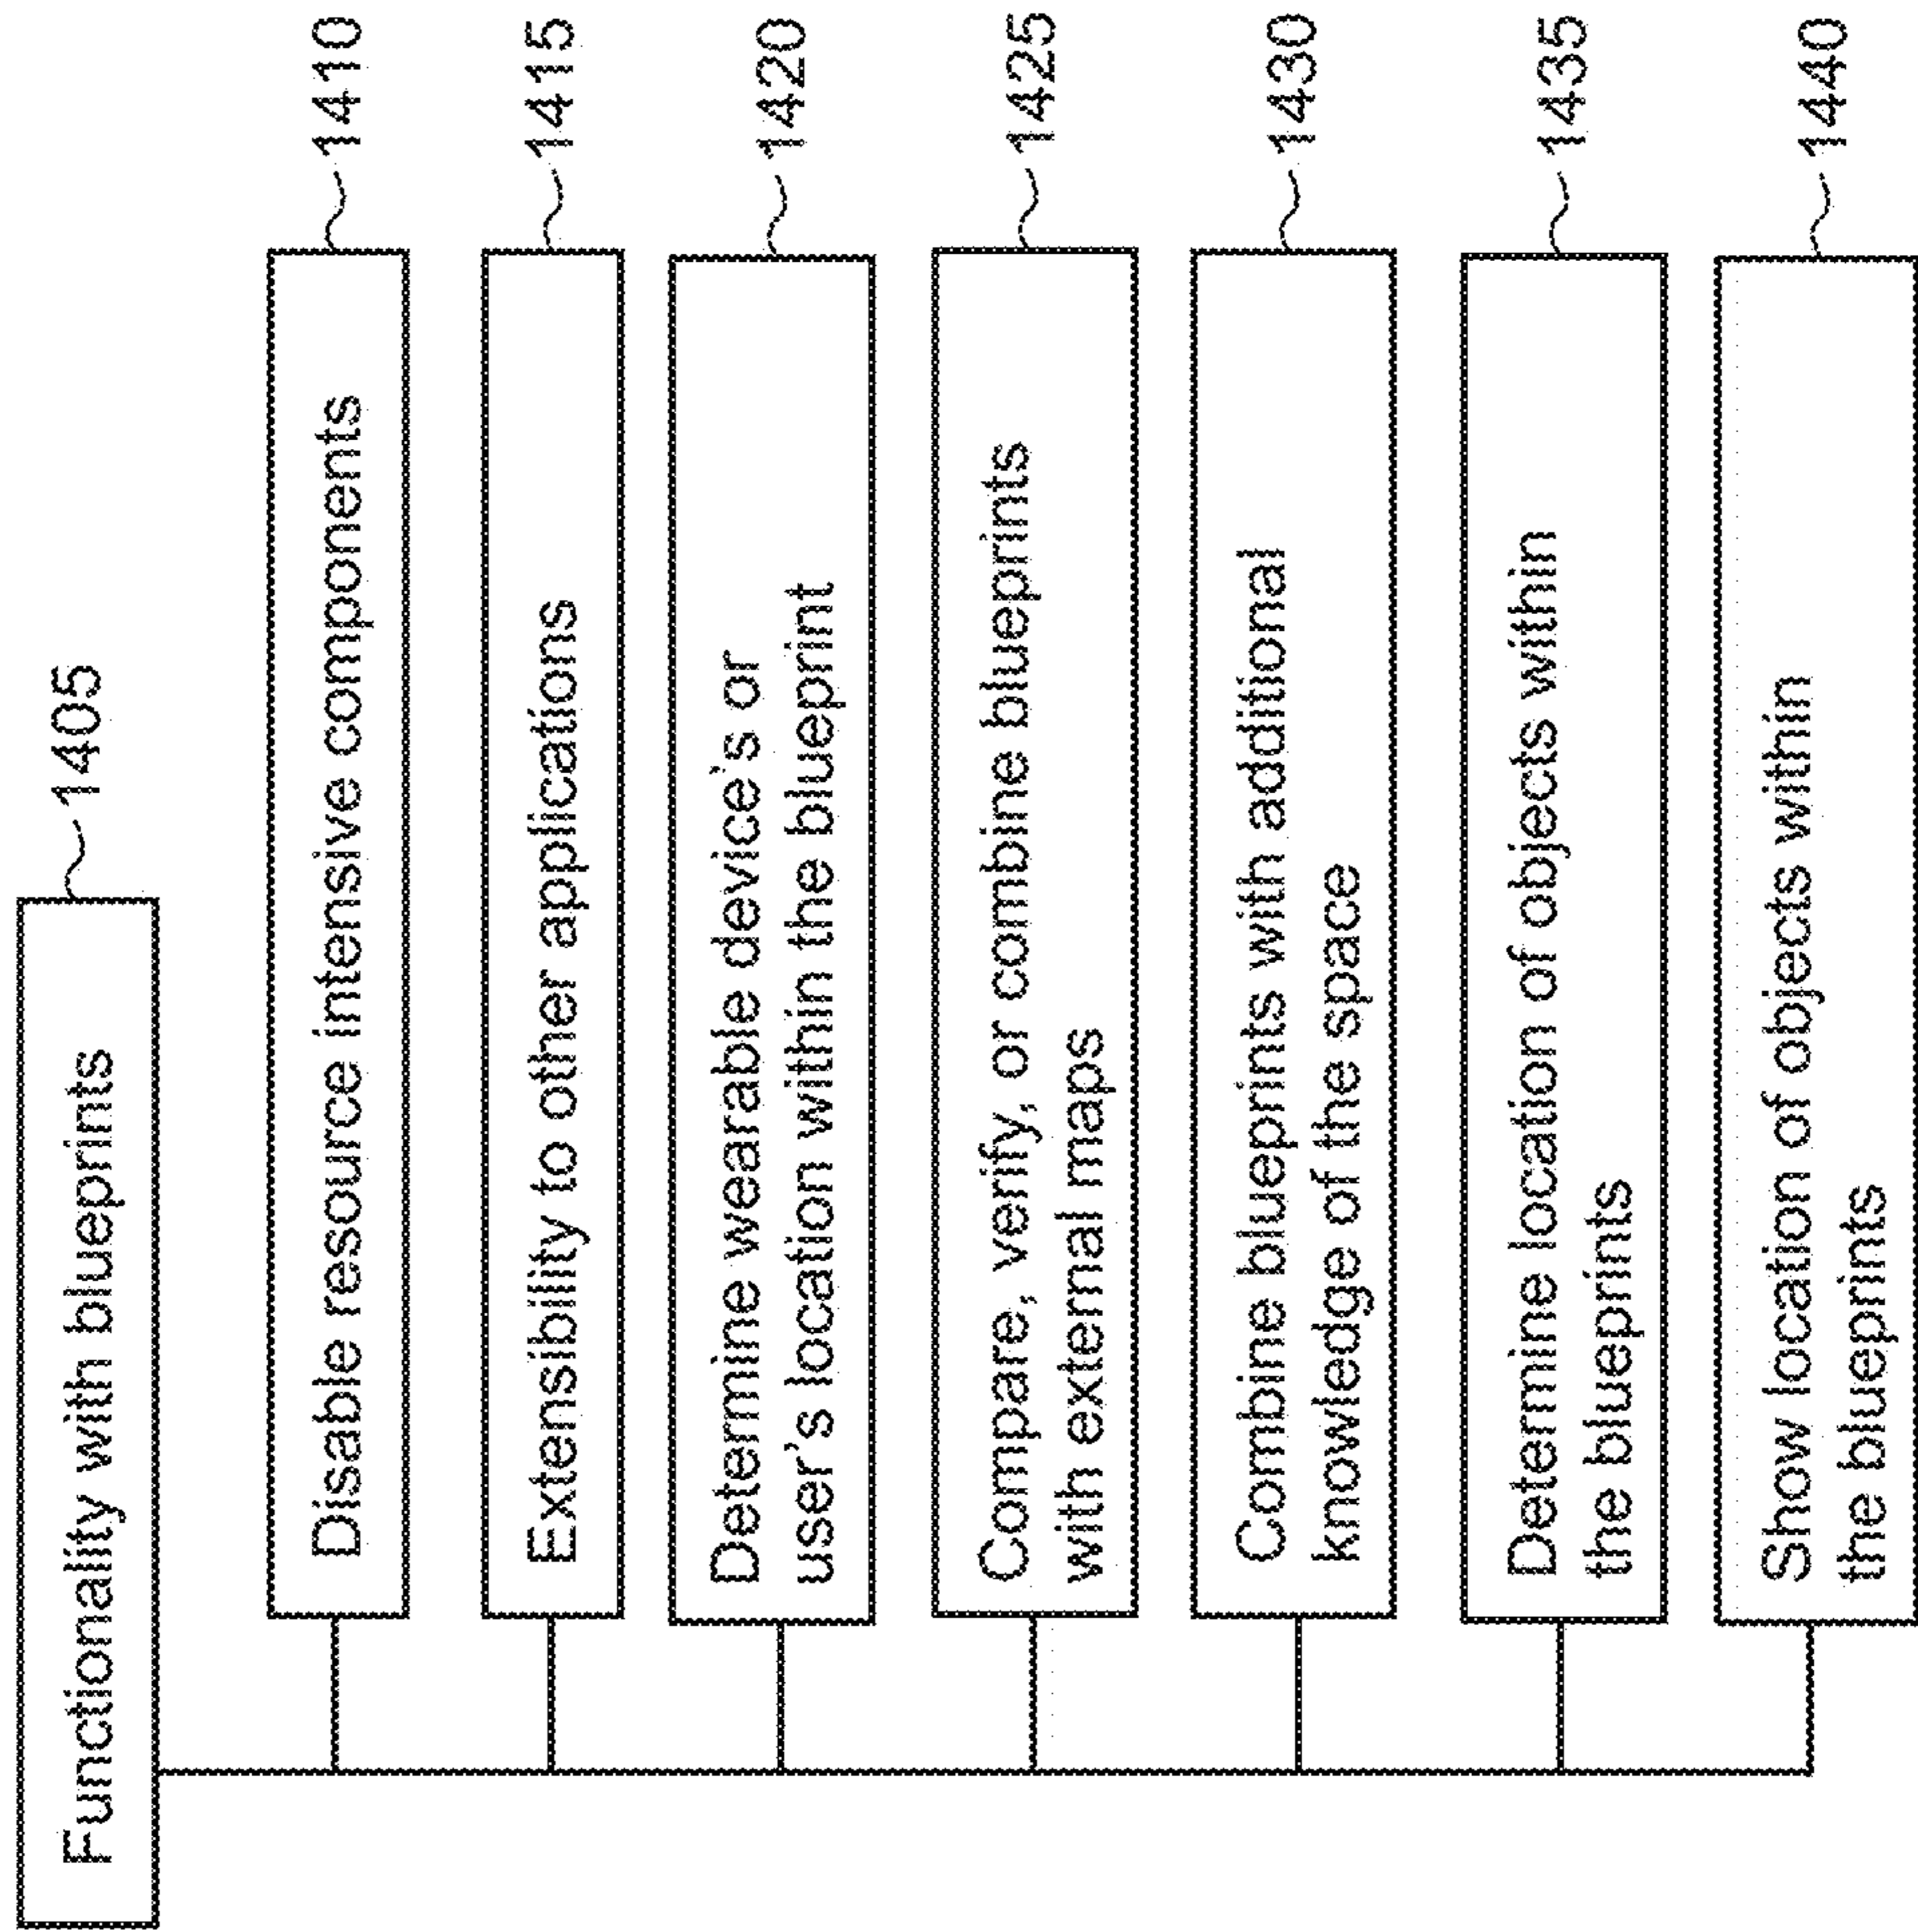 Functionality with blueprints
1405
Disable resource intensive components
1410
Extensibility to other applications
1415
Determine wearable device's or
user's location within the blueprint
1420
Compare, verify, or combine blueprints
with external maps
1425
Combine blueprints with additional
knowledge of the space
1430
Determine location of objects within
the blueprints
1435
Show location of objects within
the blueprints
1440